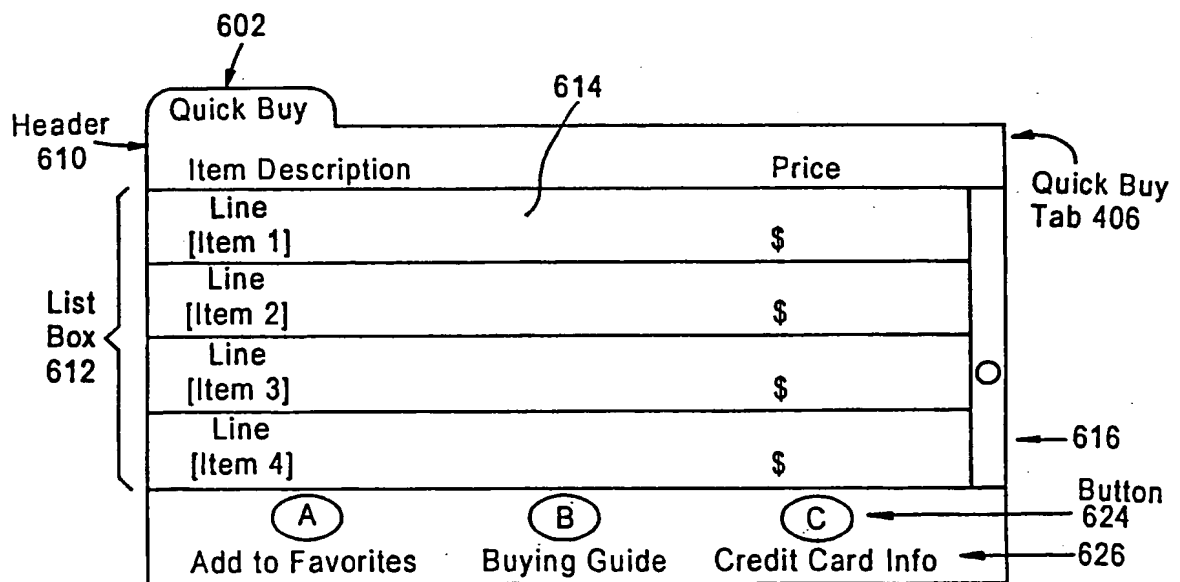 602
Quick Buy
614
Header
610
Item Description Price
Quick Buy
Tab 406
Line
[Item 1] $
Line
[Item 2] $
List
Box
612
Line
[Item 3] $
Line
[Item 4] $
616
A B C
Button
624
Add to Favorites Buying Guide Credit Card Info
626